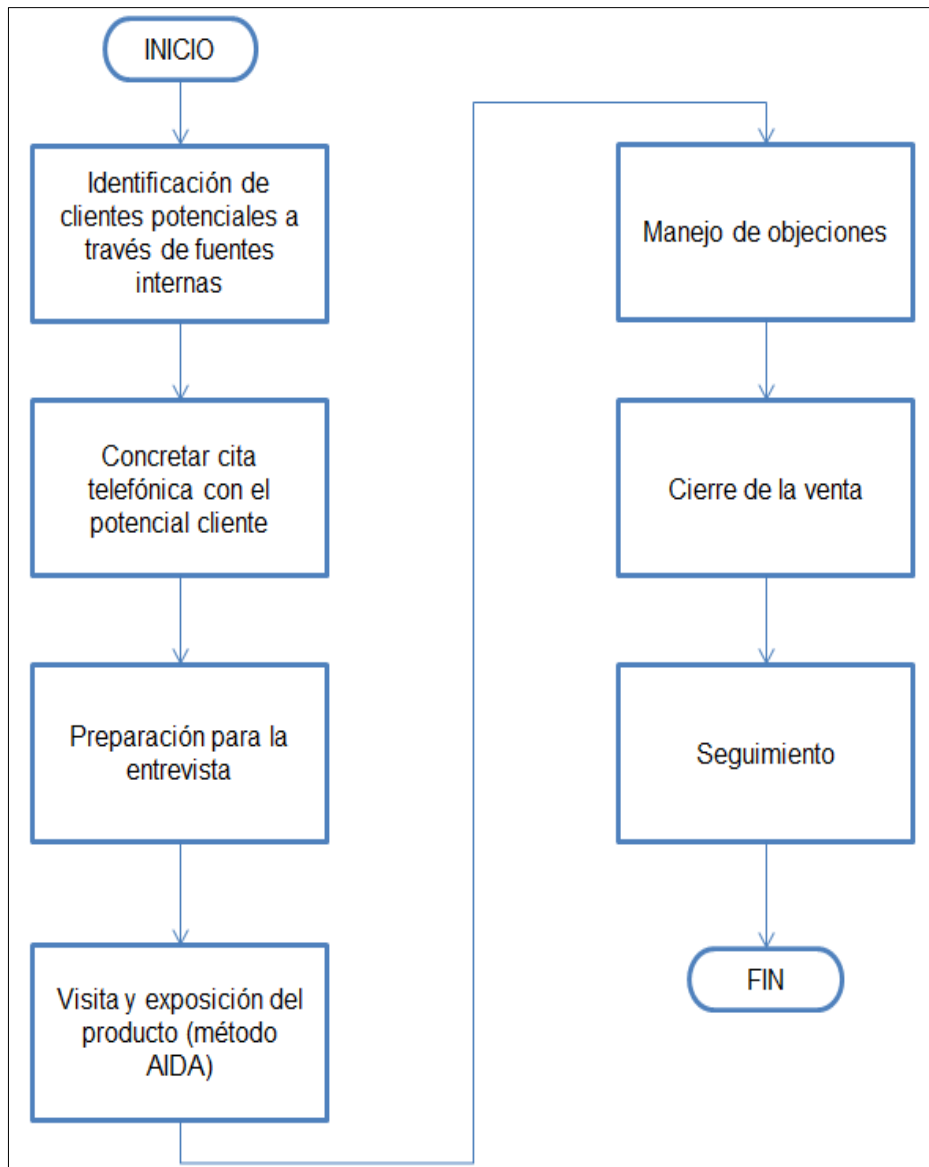 INICIO
Identificación de
clientes potenciales a
través de fuentes
internas
Concretar cita
telefónica con el
potencial cliente
Preparación para la
entrevista
Visita y exposición del
producto (método
AIDA)
Manejo de objeciones
Cierre de la venta
Seguimiento
FIN